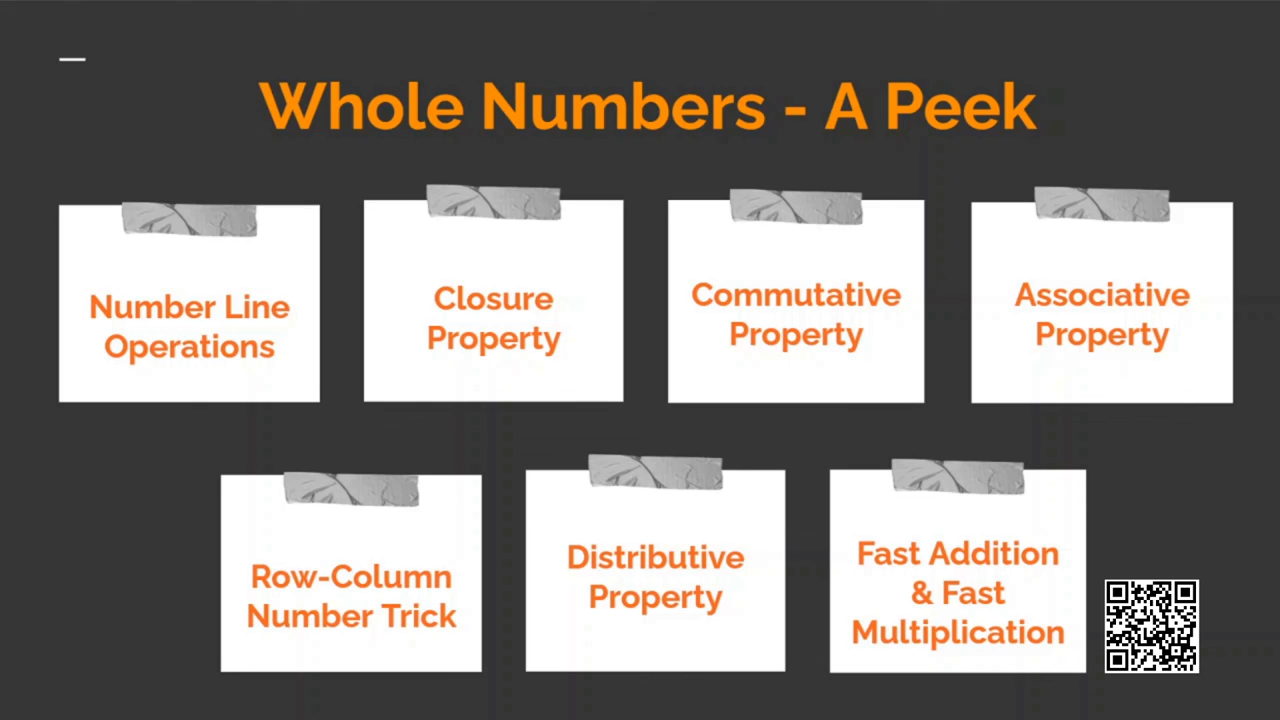 Whole Numbers - A Peek
Number Line
Operations
Closure
Property
Commutative
Property
Associative
Property
Row-Column
Number Trick
Distributive
Property
Fast Addition
& Fast
Multiplication